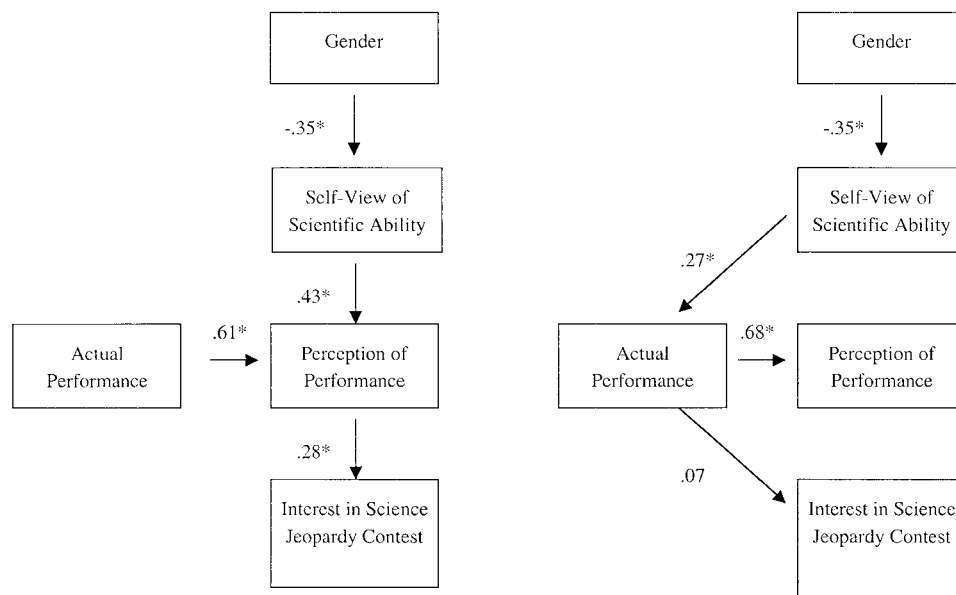 Gender
-.35*
Self-View of
Scientific Ability
.43*
Actual
Performance
.61*
Perception of
Performance
.28*
Interest in Science
Jeopardy Contest
Gender
-.35*
Self-View of
Scientific Ability
.27*
Actual
Performance
.68*
Perception of
Performance
.07
Interest in Science
Jeopardy Contest